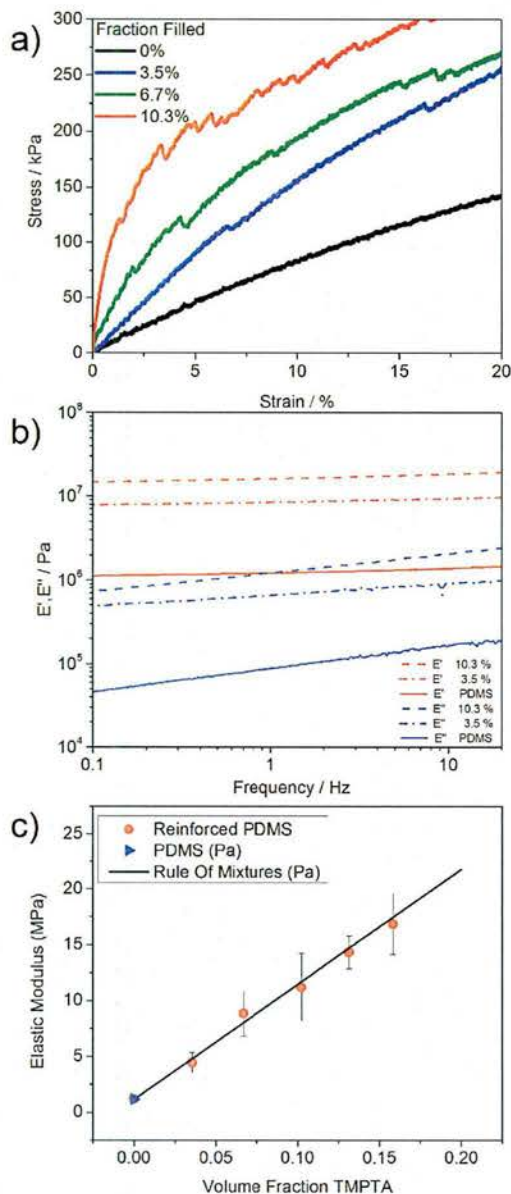 a)
Fraction Filled
0%
3.5%
6.7%
10.3%
300
250
200
150
100
50
0
Stress / kPa
0 5 10 15 20
Strain / %
b)
10⁸
10⁷
10⁶
10⁵
10⁴
E',E'' / Pa
E' 10.3 %
E' 3.5 %
E' PDMS
E'' 10.3 %
E'' 3.5 %
E'' PDMS
0.1 1 10
Frequency / Hz
c)
Reinforced PDMS
PDMS (Pa)
Rule Of Mixtures (Pa)
25
20
15
10
5
0
Elastic Modulus (MPa)
0.00 0.05 0.10 0.15 0.20
Volume Fraction TMPTA